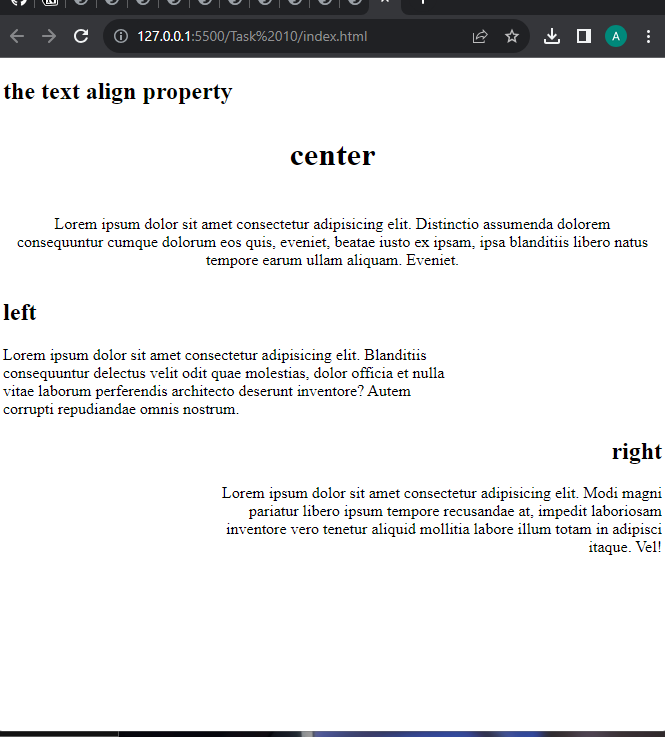 127.0.0.1:5500/Task%2010/index.html
A
the text align property
center
Lorem ipsum dolor sit amet consectetur adipisicing elit. Distinctio assumenda dolorem
consequuntur cumque dolorum eos quis, eveniet, beatae iusto ex ipsam, ipsa blanditiis libero natus
tempore earum ullam aliquam. Eveniet.
left
Lorem ipsum dolor sit amet consectetur adipisicing elit. Blanditiis
consequuntur delectus velit odit quae molestias, dolor officia et nulla
vitae laborum perferendis architecto deserunt inventore? Autem
corrupti repudiandae omnis nostrum.
right
Lorem ipsum dolor sit amet consectetur adipisicing elit. Modi magni
pariatur libero ipsum tempore recusandae at, impedit laboriosam
inventore vero tenetur aliquid mollitia labore illum totam in adipisci
itaque. Vel!